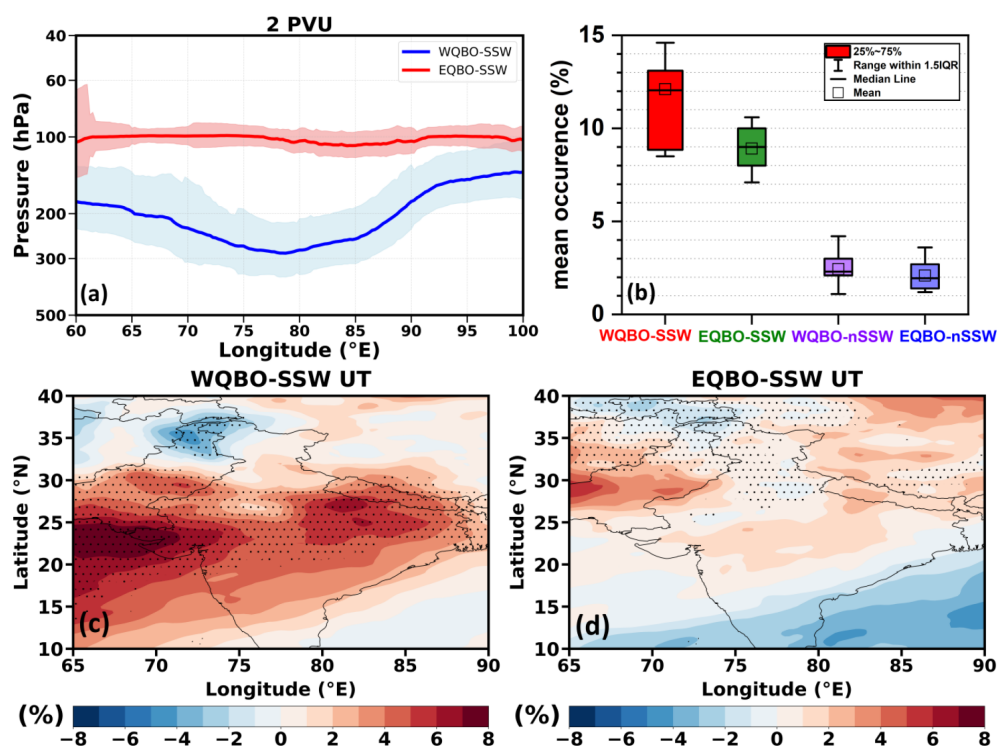 2 PVU
40
60
100
200
300
500
Pressure (hPa)
WQBO-SSW
EQBO-SSW
(a)
60 65 70 75 80 85 90 95 100
Longitude (°E)
15
10
5
0
mean occurence (%)
25%~75%
Range within 1.5IQR
Median Line
Mean
(b)
WQBO-SSW EQBO-SSW WQBO-nSSW EQBO-nSSW
WQBO-SSW UT
40
35
30
25
20
15
10
Latitude (°N)
(c)
65 70 75 80 85 90
Longitude (°E)
(%)
−8 −6 −4 −2 0 2 4 6 8
EQBO-SSW UT
40
35
30
25
20
15
10
Latitude (°N)
(d)
65 70 75 80 85 90
Longitude (°E)
(%)
−8 −6 −4 −2 0 2 4 6 8